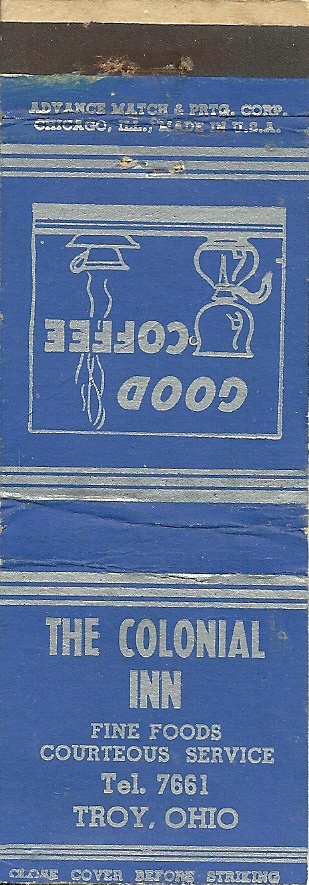 ADVANCE MATCH & PRTG. CORP.
CHICAGO, ILL., MADE IN U.S.A.
GOOD
COFFEE
THE COLONIAL
INN
FINE FOODS
COURTEOUS SERVICE
Tel. 7661
TROY, OHIO
CLOSE COVER BEFORE STRIKING